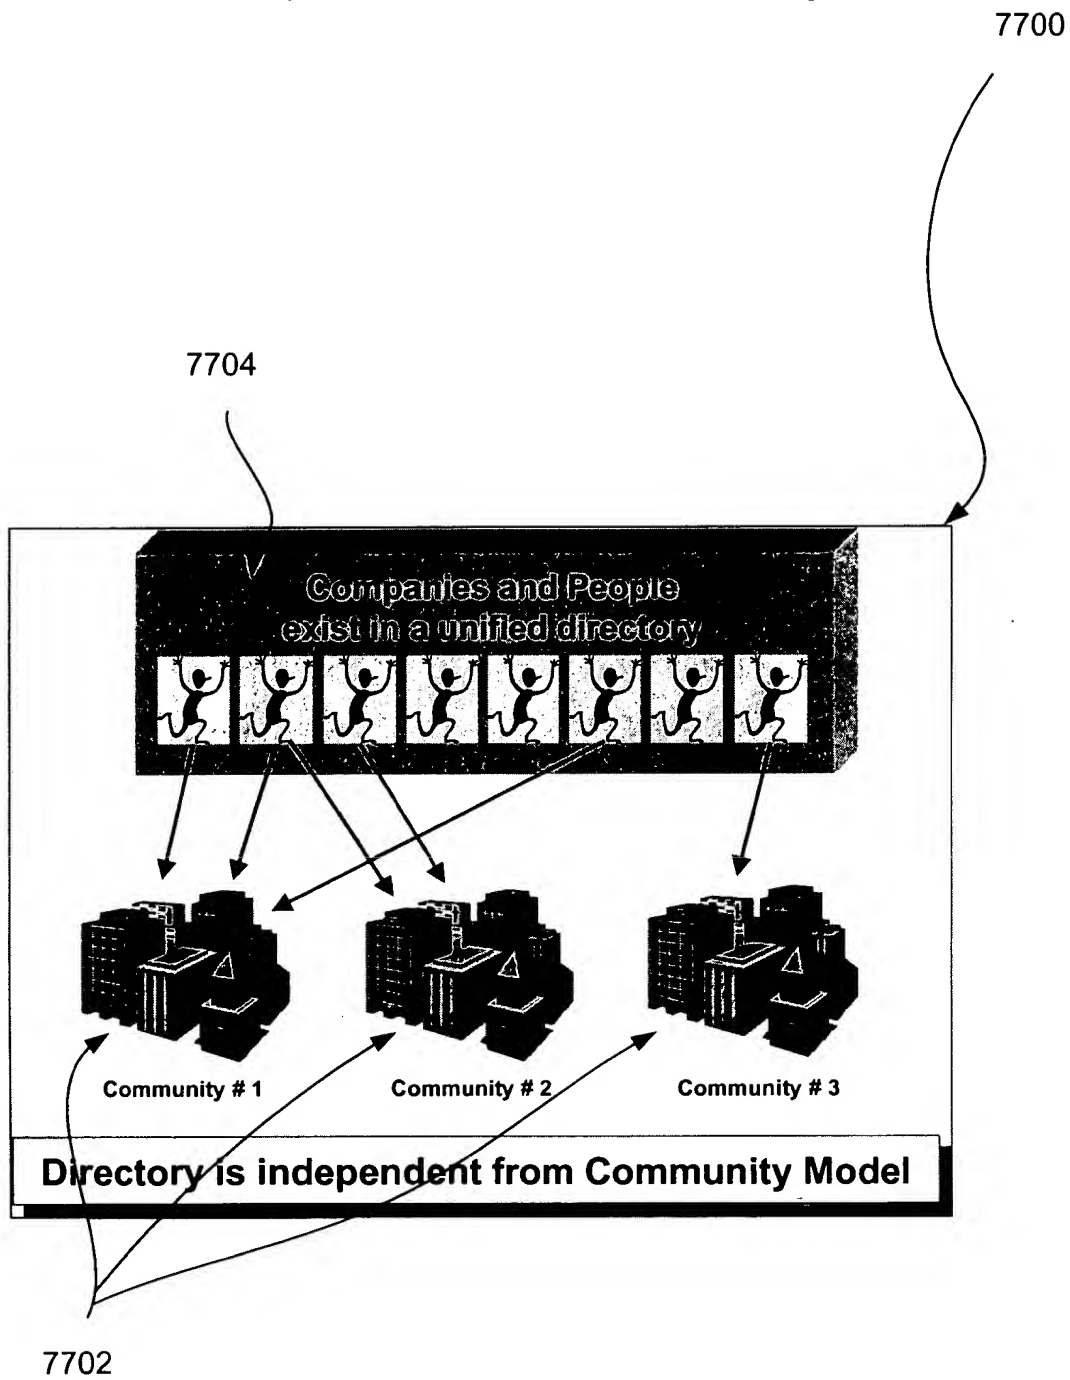 7700
7704
Companies and People
exist in a unified directory
Community # 1
Community # 2
Community # 3
Directory is independent from Community Model
7702